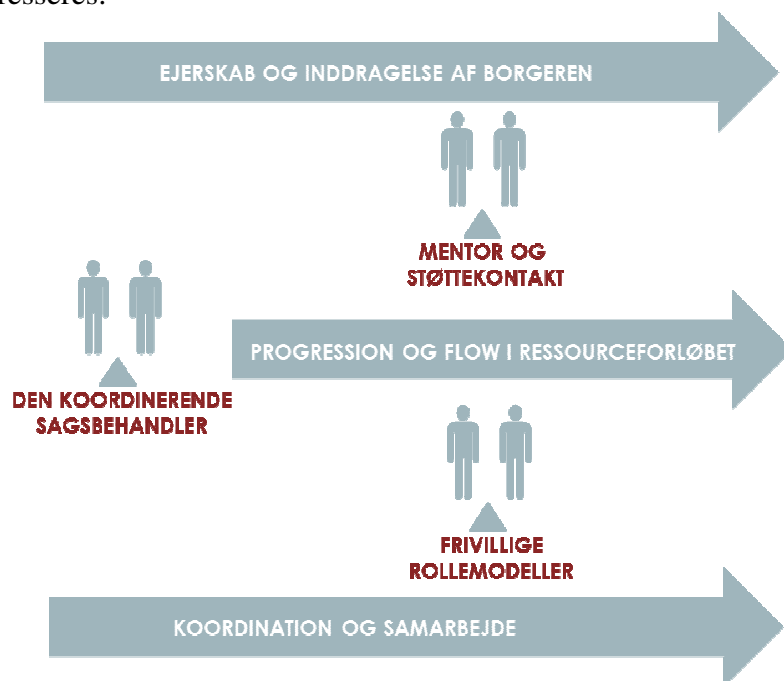 EJERSKAB OG INDDRAGELSE AF BORGEREN
MENTOR OG
STØTTEKONTAKT
PROGRESSION OG FLOW I RESSOURCEFORLØBET
DEN KOORDINERENDE
SAGSBEHANDLER
FRIVILLIGE
ROLLEMODELLER
KOORDINATION OG SAMARBEJDE